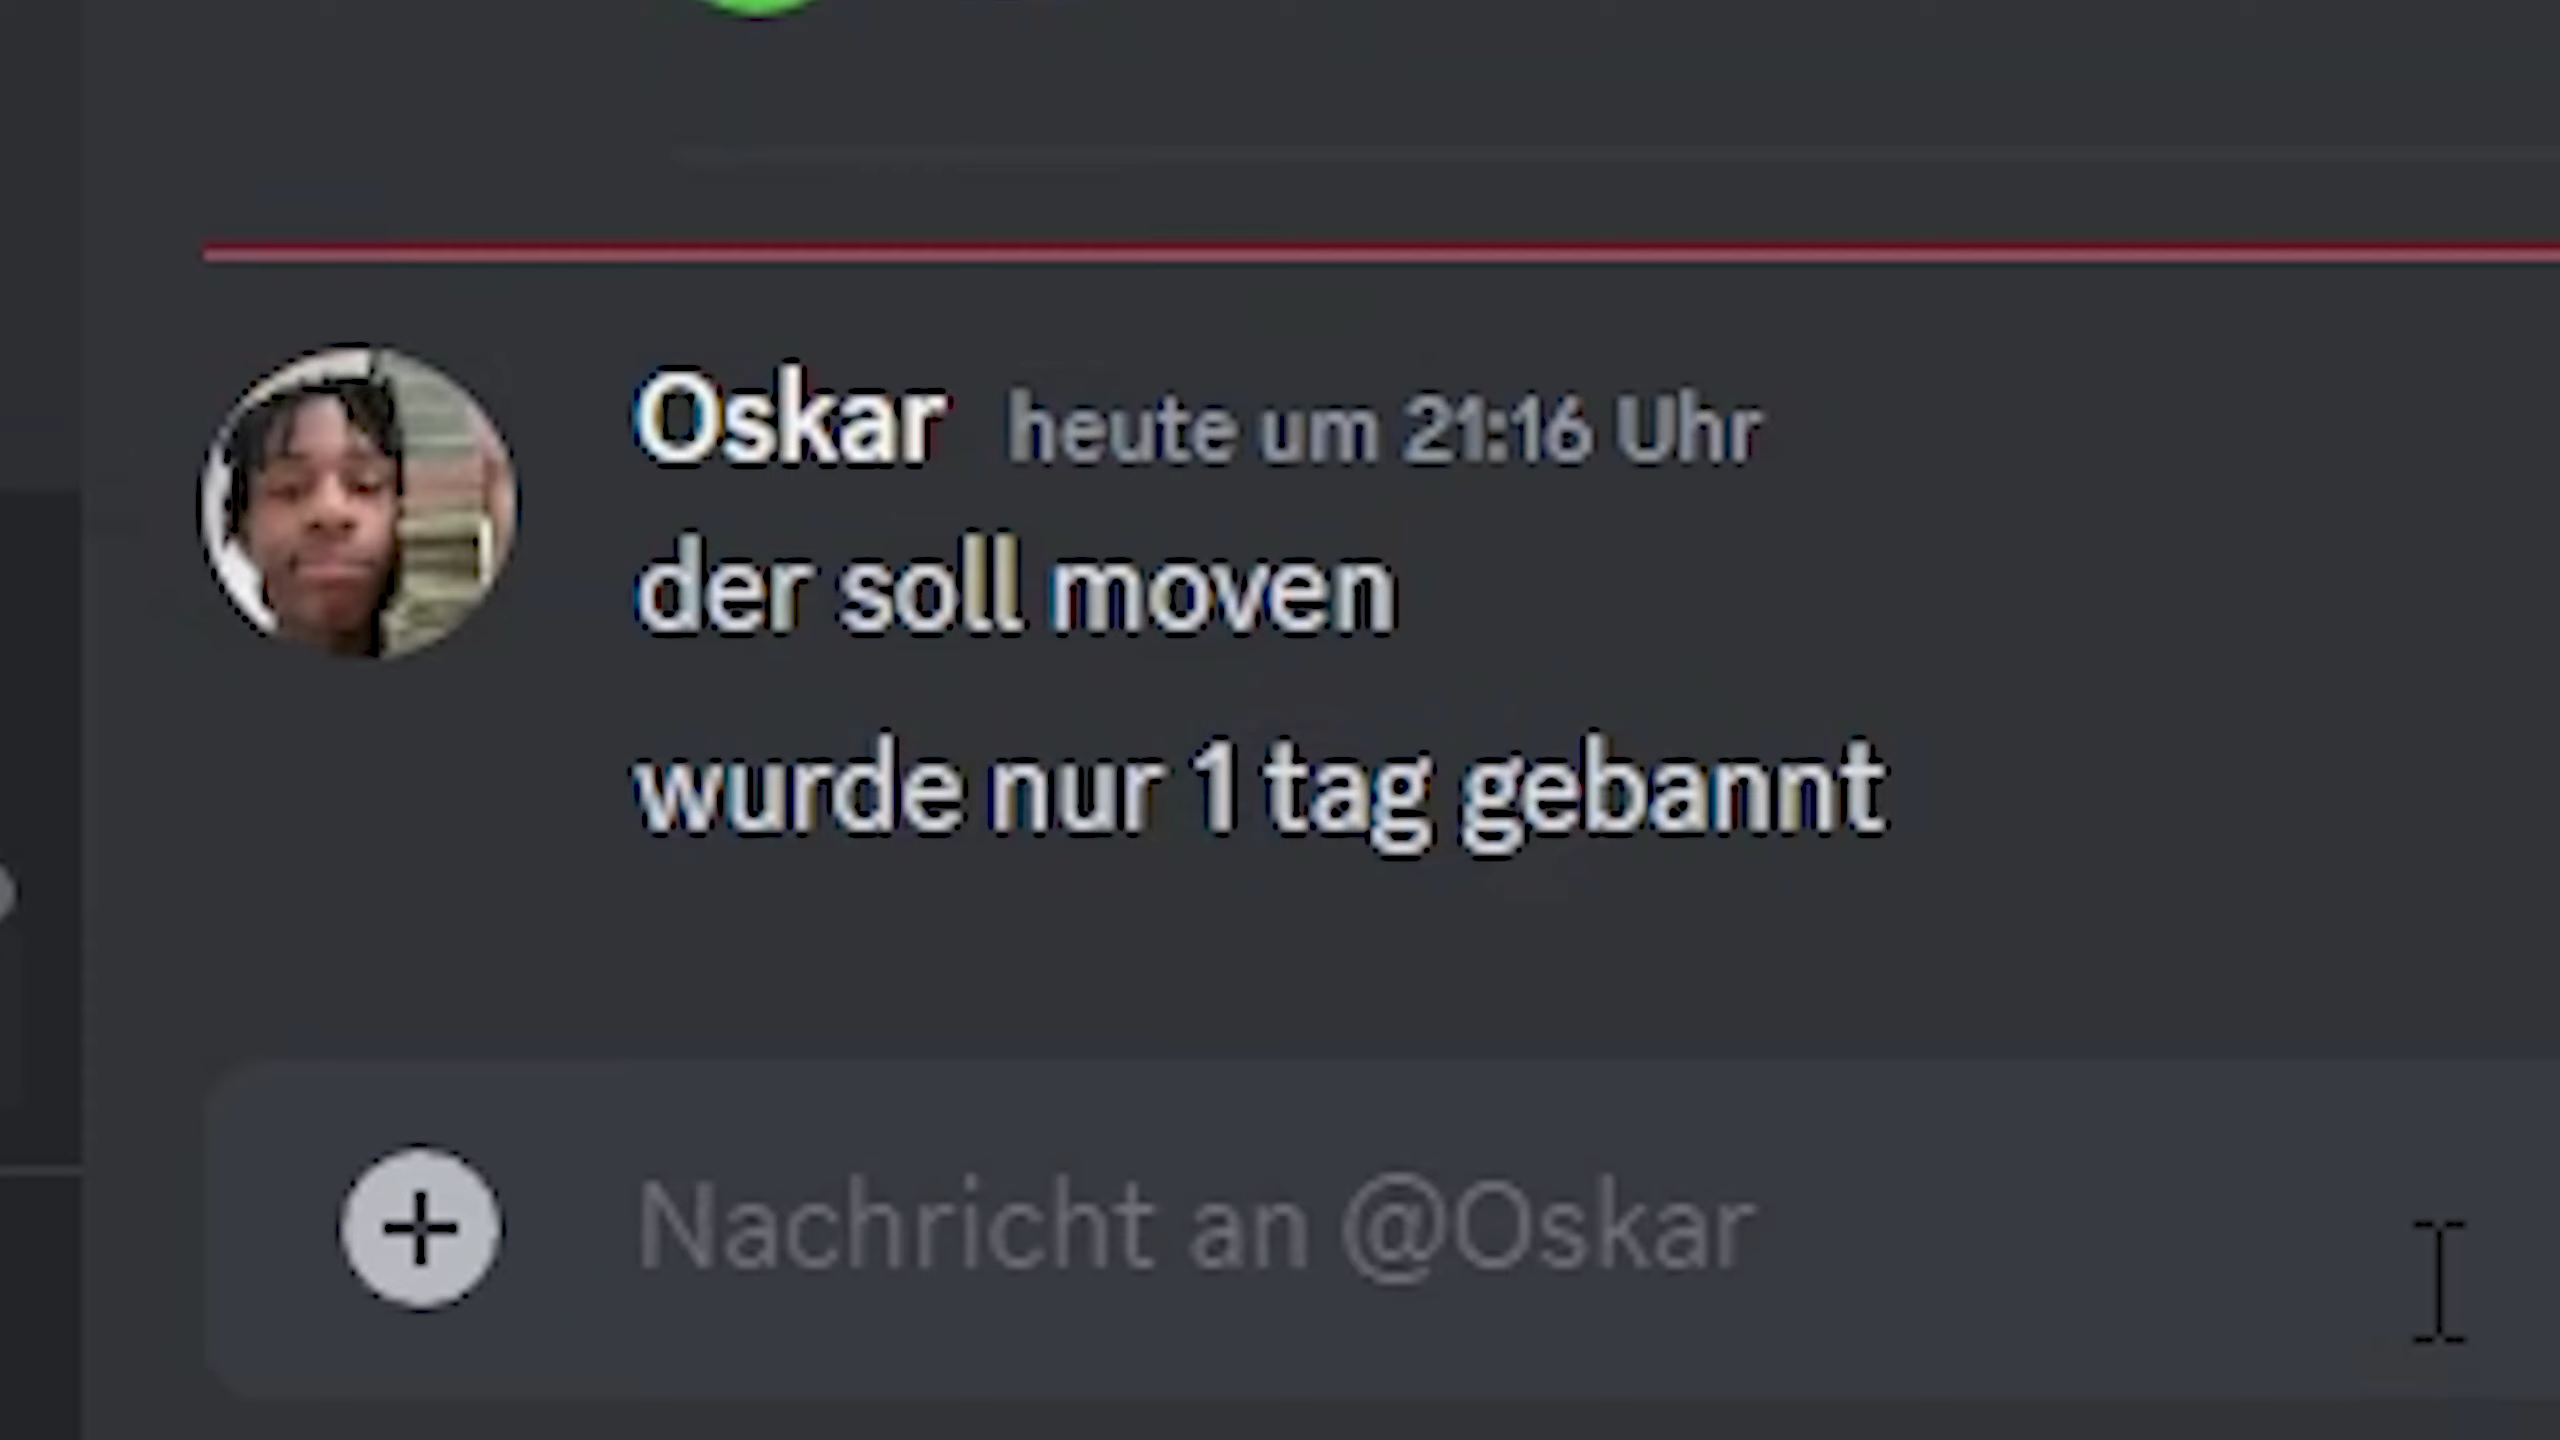 Oskar heute um 21:16 Uhr
der soll moven
wurde nur 1 tag gebannt
Nachricht an @Oskar